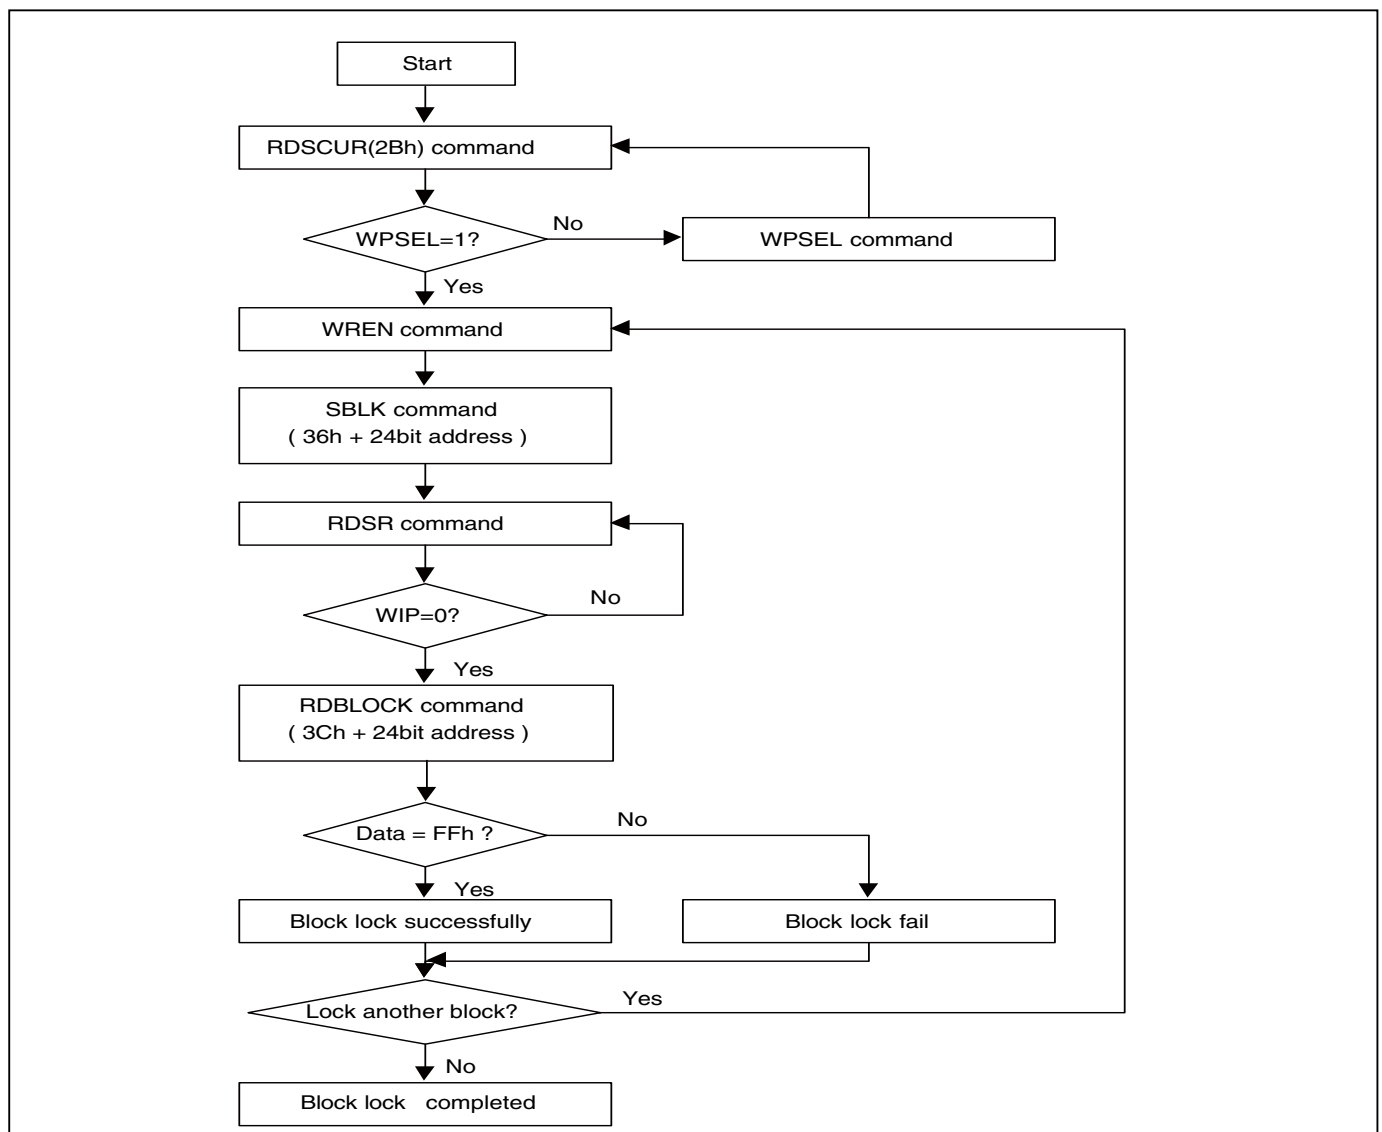 Start
RDSCUR(2Bh) command
WPSEL=1?
No
WPSEL command
Yes
WREN command
SBLK command
( 36h + 24bit address )
RDSR command
WIP=0?
No
Yes
RDBLOCK command
( 3Ch + 24bit address )
Data = FFh ?
No
Yes
Block lock successfully
Block lock fail
Lock another block?
Yes
No
Block lock completed